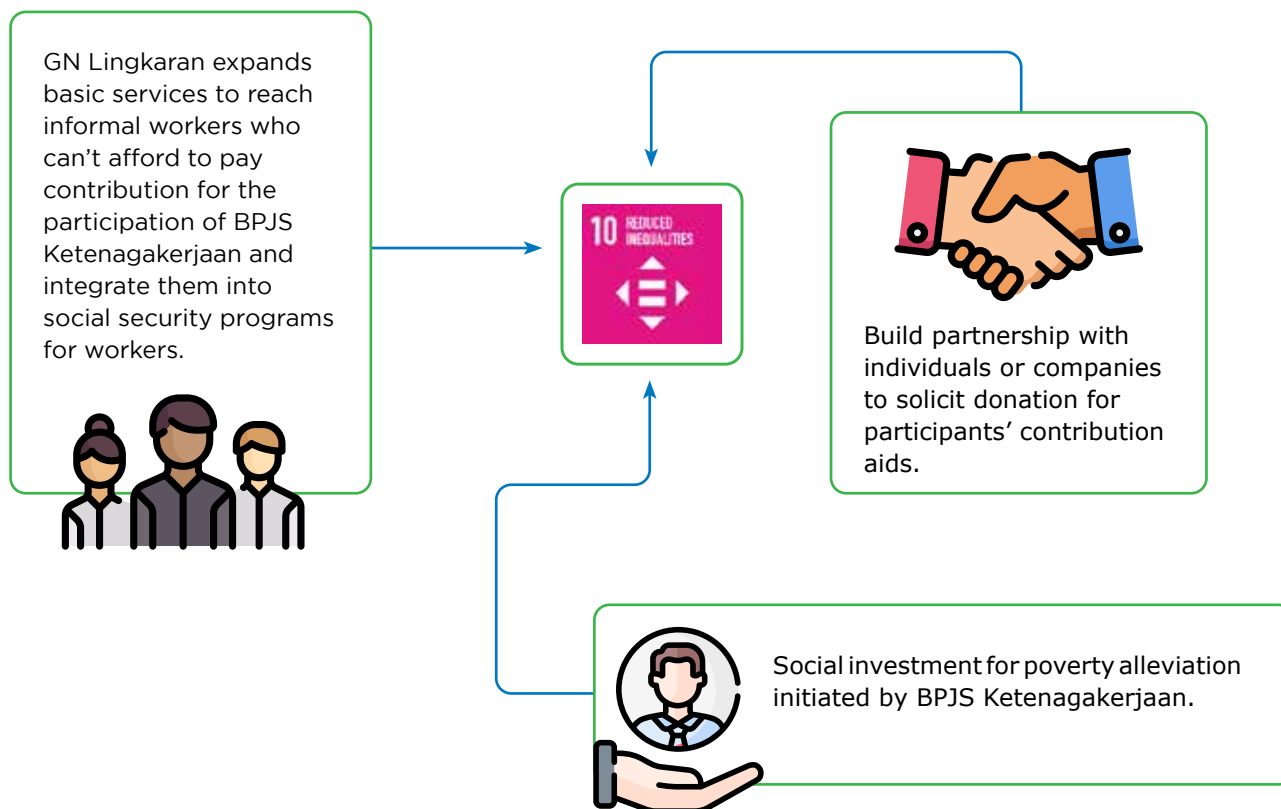 GN Lingkaran expands
basic services to reach
informal workers who
can’t afford to pay
contribution for the
participation of BPJS
Ketenagakerjaan and
integrate them into
social security programs
for workers.
10 REDUCED
INEQUALITIES
Build partnership with
individuals or companies
to solicit donation for
participants’ contribution
aids.
Social investment for poverty alleviation
initiated by BPJS Ketenagakerjaan.